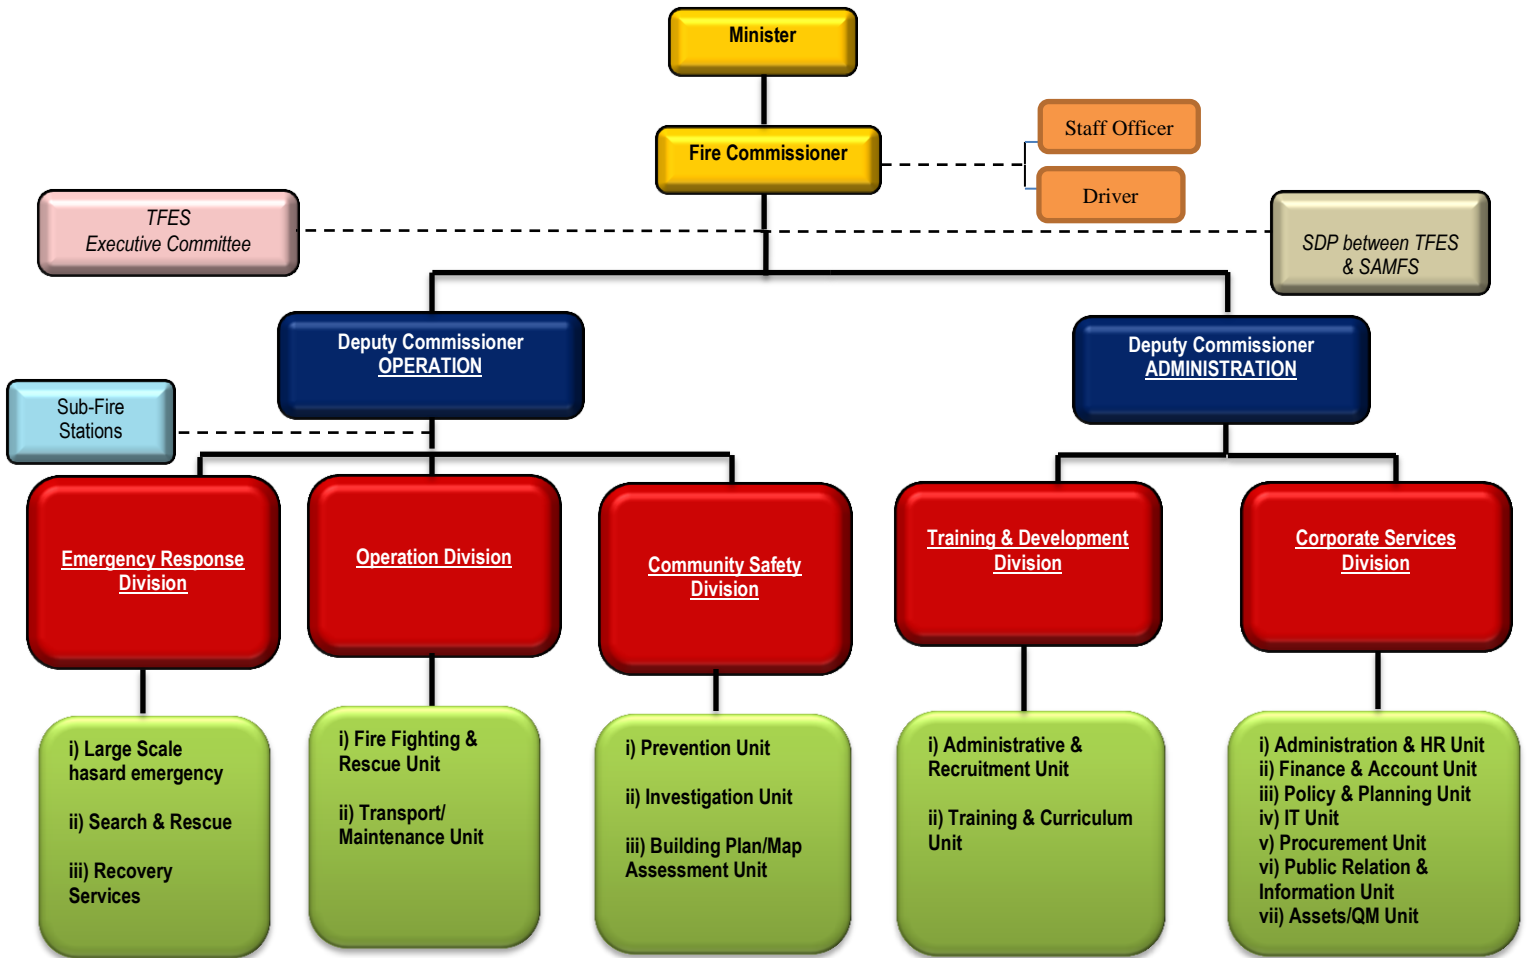 Minister
Fire Commissioner
Staff Officer
Driver
TFES
Executive Committee
SDP between TFES
& SAMFS
Deputy Commissioner
OPERATION
Deputy Commissioner
ADMINISTRATION
Sub-Fire
Stations
Emergency Response
Division
Operation Division
Community Safety
Division
Training & Development
Division
Corporate Services
Division
i) Large Scale
hasard emergency
ii) Search & Rescue
iii) Recovery
Services
i) Fire Fighting &
Rescue Unit
ii) Transport/
Maintenance Unit
i) Prevention Unit
ii) Investigation Unit
iii) Building Plan/Map
Assessment Unit
i) Administrative &
Recruitment Unit
ii) Training & Curriculum
Unit
i) Administration & HR Unit
ii) Finance & Account Unit
iii) Policy & Planning Unit
iv) IT Unit
v) Procurement Unit
vi) Public Relation &
Information Unit
vii) Assets/QM Unit